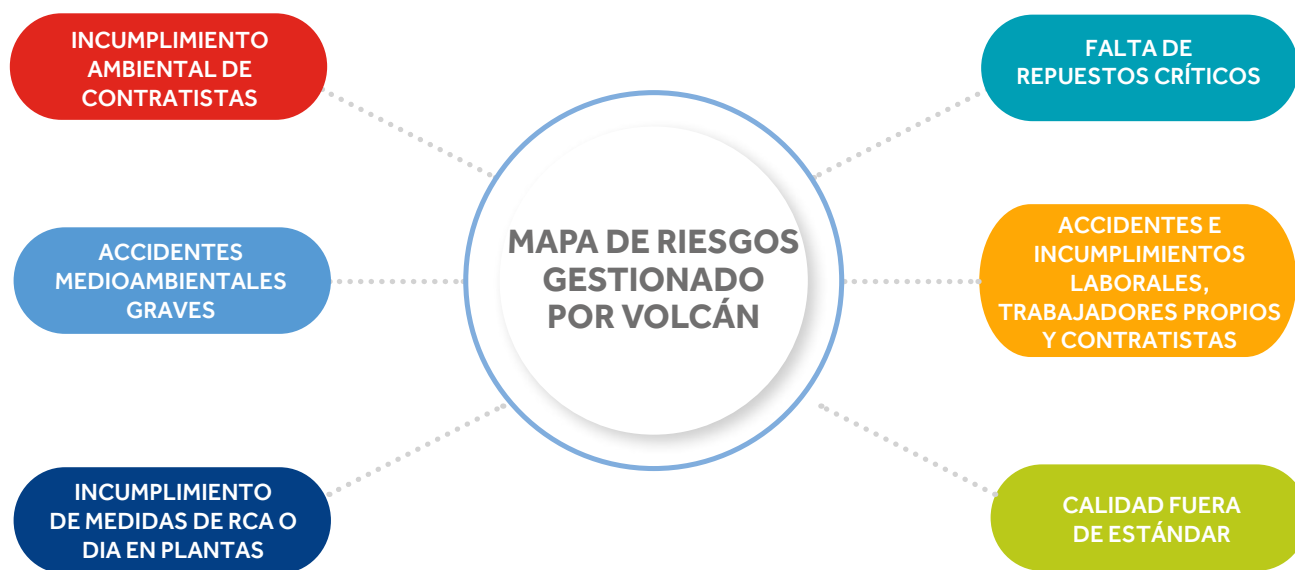 INCUMPLIMIENTO
AMBIENTAL DE
CONTRATISTAS
ACCIDENTES
MEDIOAMBIENTALES
GRAVES
INCUMPLIMIENTO
DE MEDIDAS DE RCA O
DIA EN PLANTAS
MAPA DE RIESGOS
GESTIONADO
POR VOLCÁN
FALTA DE
REPUESTOS CRÍTICOS
ACCIDENTES E
INCUMPLIMIENTOS
LABORALES,
TRABAJADORES PROPIOS
Y CONTRATISTAS
CALIDAD FUERA
DE ESTÁNDAR